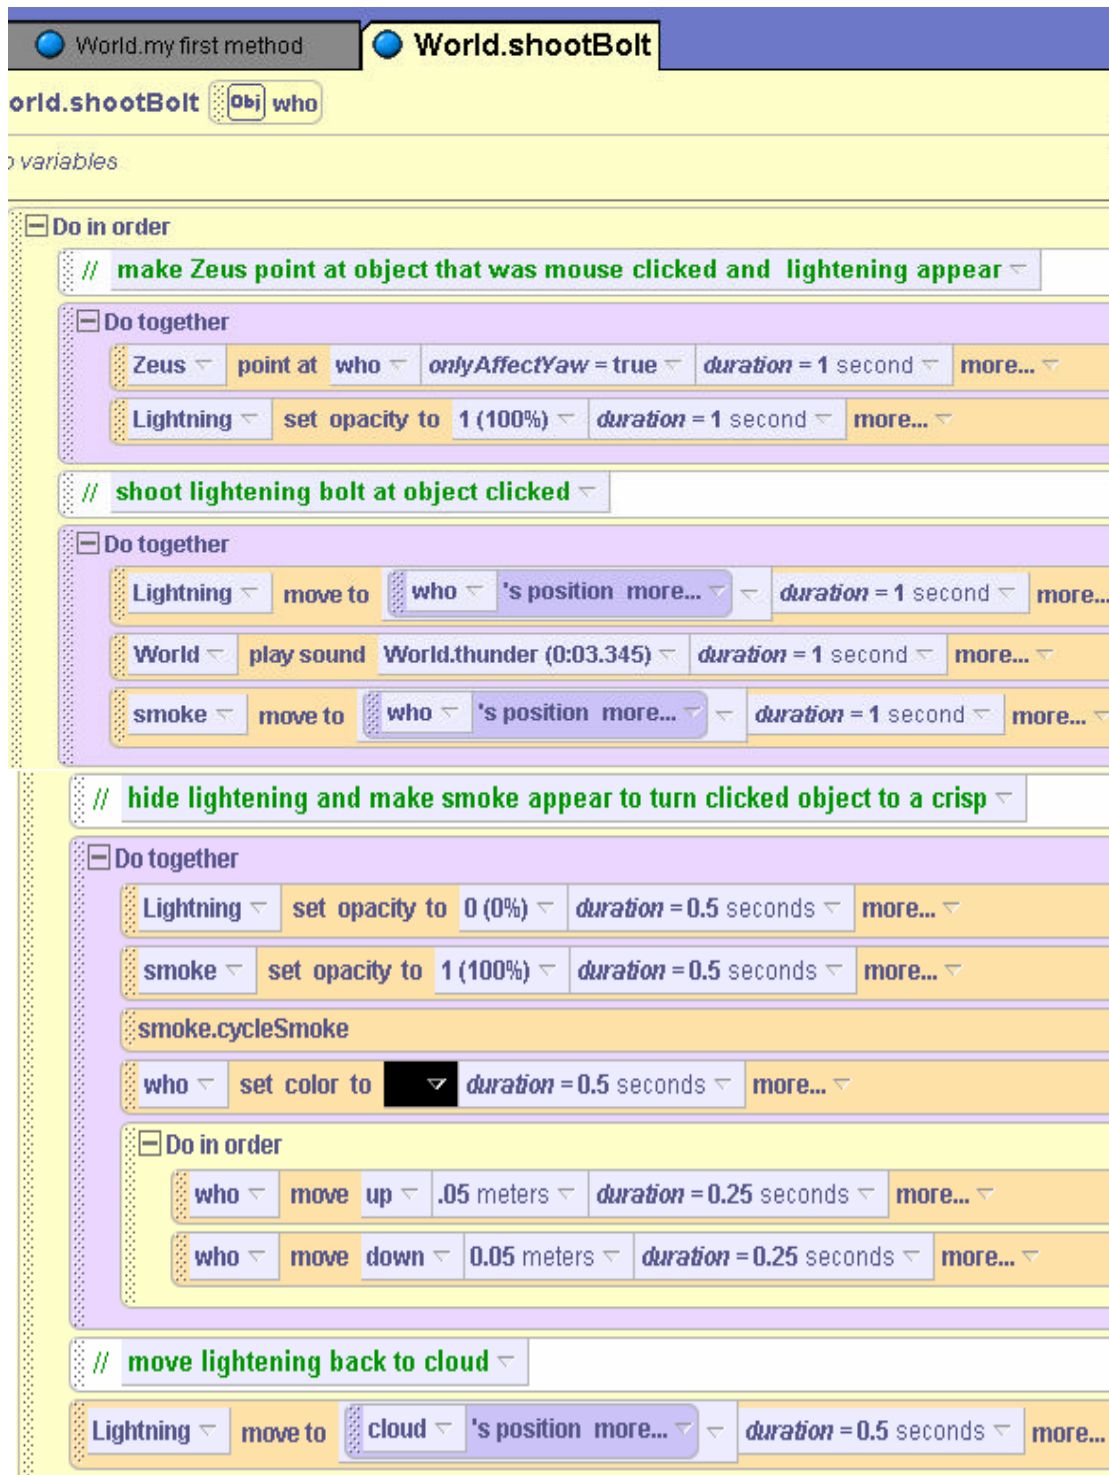 World.my first method World.shootBolt
orld.shootBolt Obj who
o variables
Do in order
// make Zeus point at object that was mouse clicked and lightening appear
Do together
Zeus point at who onlyAffectYaw = true duration = 1 second more...
Lightning set opacity to 1 (100%) duration = 1 second more...
// shoot lightening bolt at object clicked
Do together
Lightning move to who 's position more... duration = 1 second more...
World play sound World.thunder (0:03.345) duration = 1 second more...
smoke move to who 's position more... duration = 1 second more...
// hide lightening and make smoke appear to turn clicked object to a crisp
Do together
Lightning set opacity to 0 (0%) duration = 0.5 seconds more...
smoke set opacity to 1 (100%) duration = 0.5 seconds more...
smoke.cycleSmoke
who set color to duration = 0.5 seconds more...
Do in order
who move up .05 meters duration = 0.25 seconds more...
who move down 0.05 meters duration = 0.25 seconds more...
// move lightening back to cloud
Lightning move to cloud 's position more... duration = 0.5 seconds more...